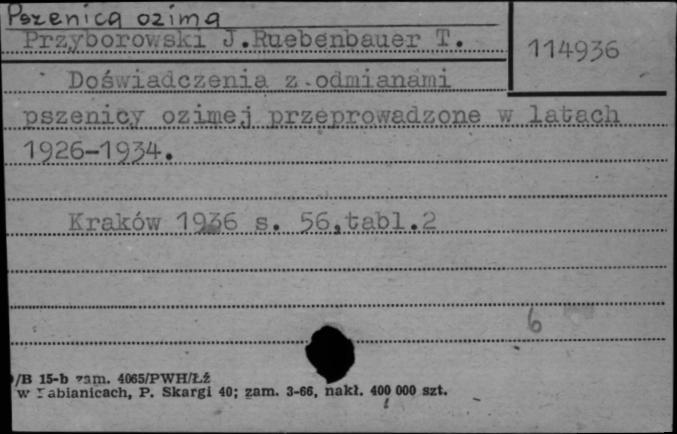 Pszenica ozima
Przyborowski J.Ruebenbauer T.
114936
Doświadczenia z odmianami
pszenicy ozimej przeprowadzone w latach
1926-1934.
Kraków 1936 s. 56,tabl.2
6
/B 15-b zam. 4065/PWH/Łź
w Pabianicach, P. Skargi 40; zam. 3-66, nakł. 400 000 szt.